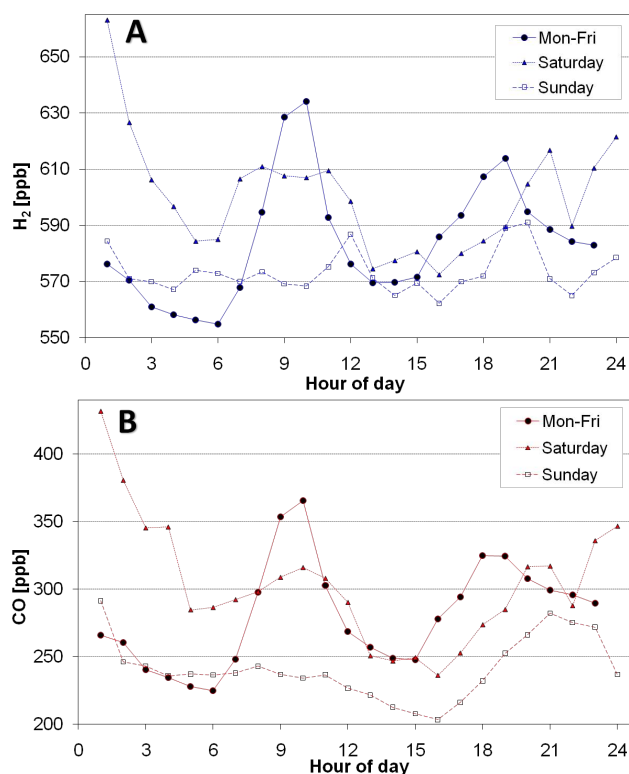 A
Mon-Fri
Saturday
Sunday
650
630
610
590
570
550
H₂ [ppb]
0 3 6 9 12 15 18 21 24
Hour of day
B
Mon-Fri
Saturday
Sunday
400
350
300
250
200
CO [ppb]
0 3 6 9 12 15 18 21 24
Hour of day